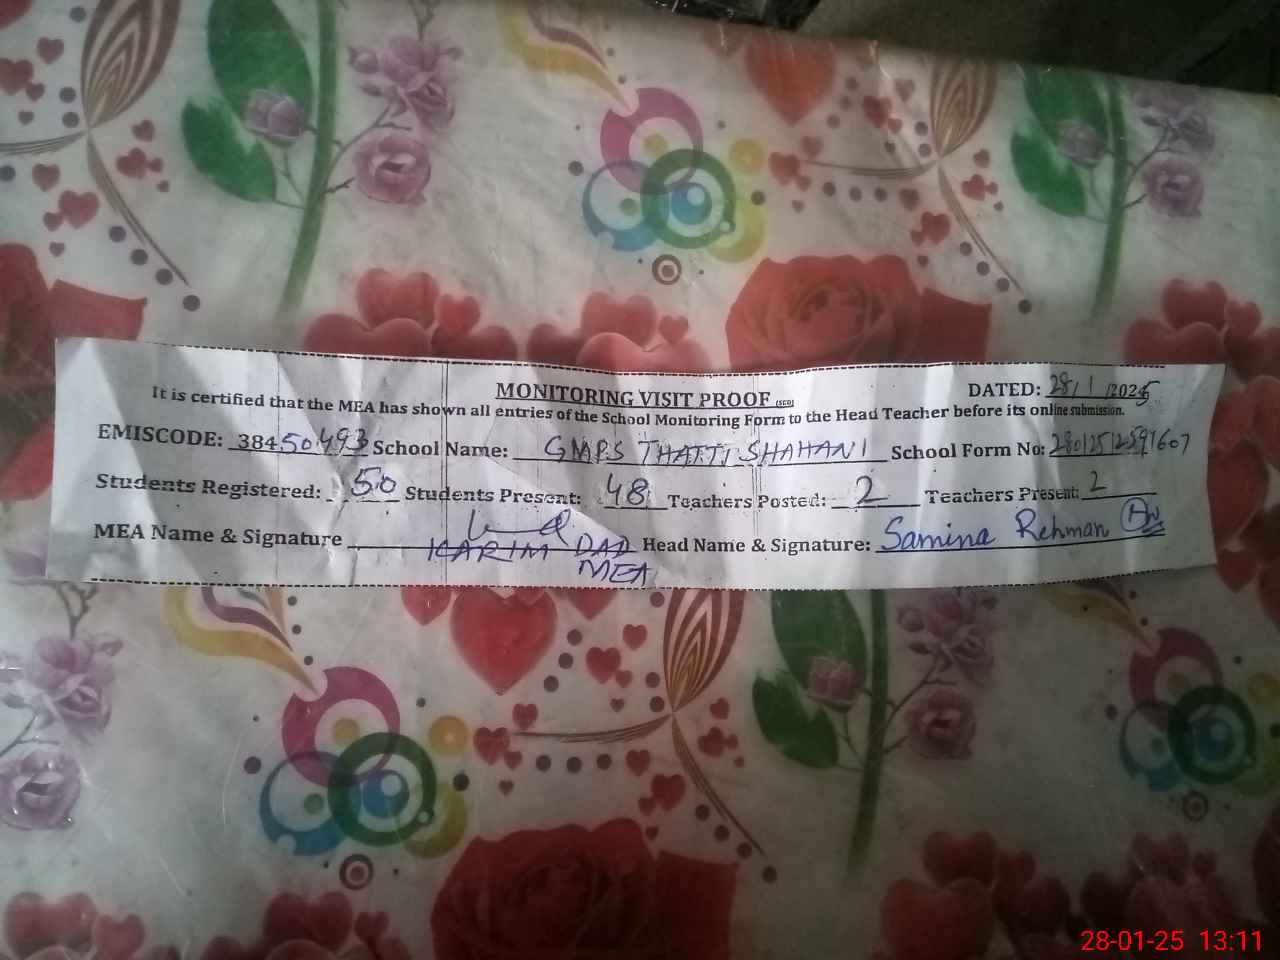 MONITORING VISIT PROOF (SED) DATED: 28/1/2025
It is certified that the MEA has shown all entries of the School Monitoring Form to the Head Teacher before its online submission.
EMISCODE: 38450493 School Name: GMPS THATTI SHAHANI School Form No:
Students Registered: 50 Students Present: 48 Teachers Posted: 2 Teachers Present: 2
MEA Name & Signature KARIM DAD Head Name & Signature: Samina Rehman
MEA
28-01-25 13:11